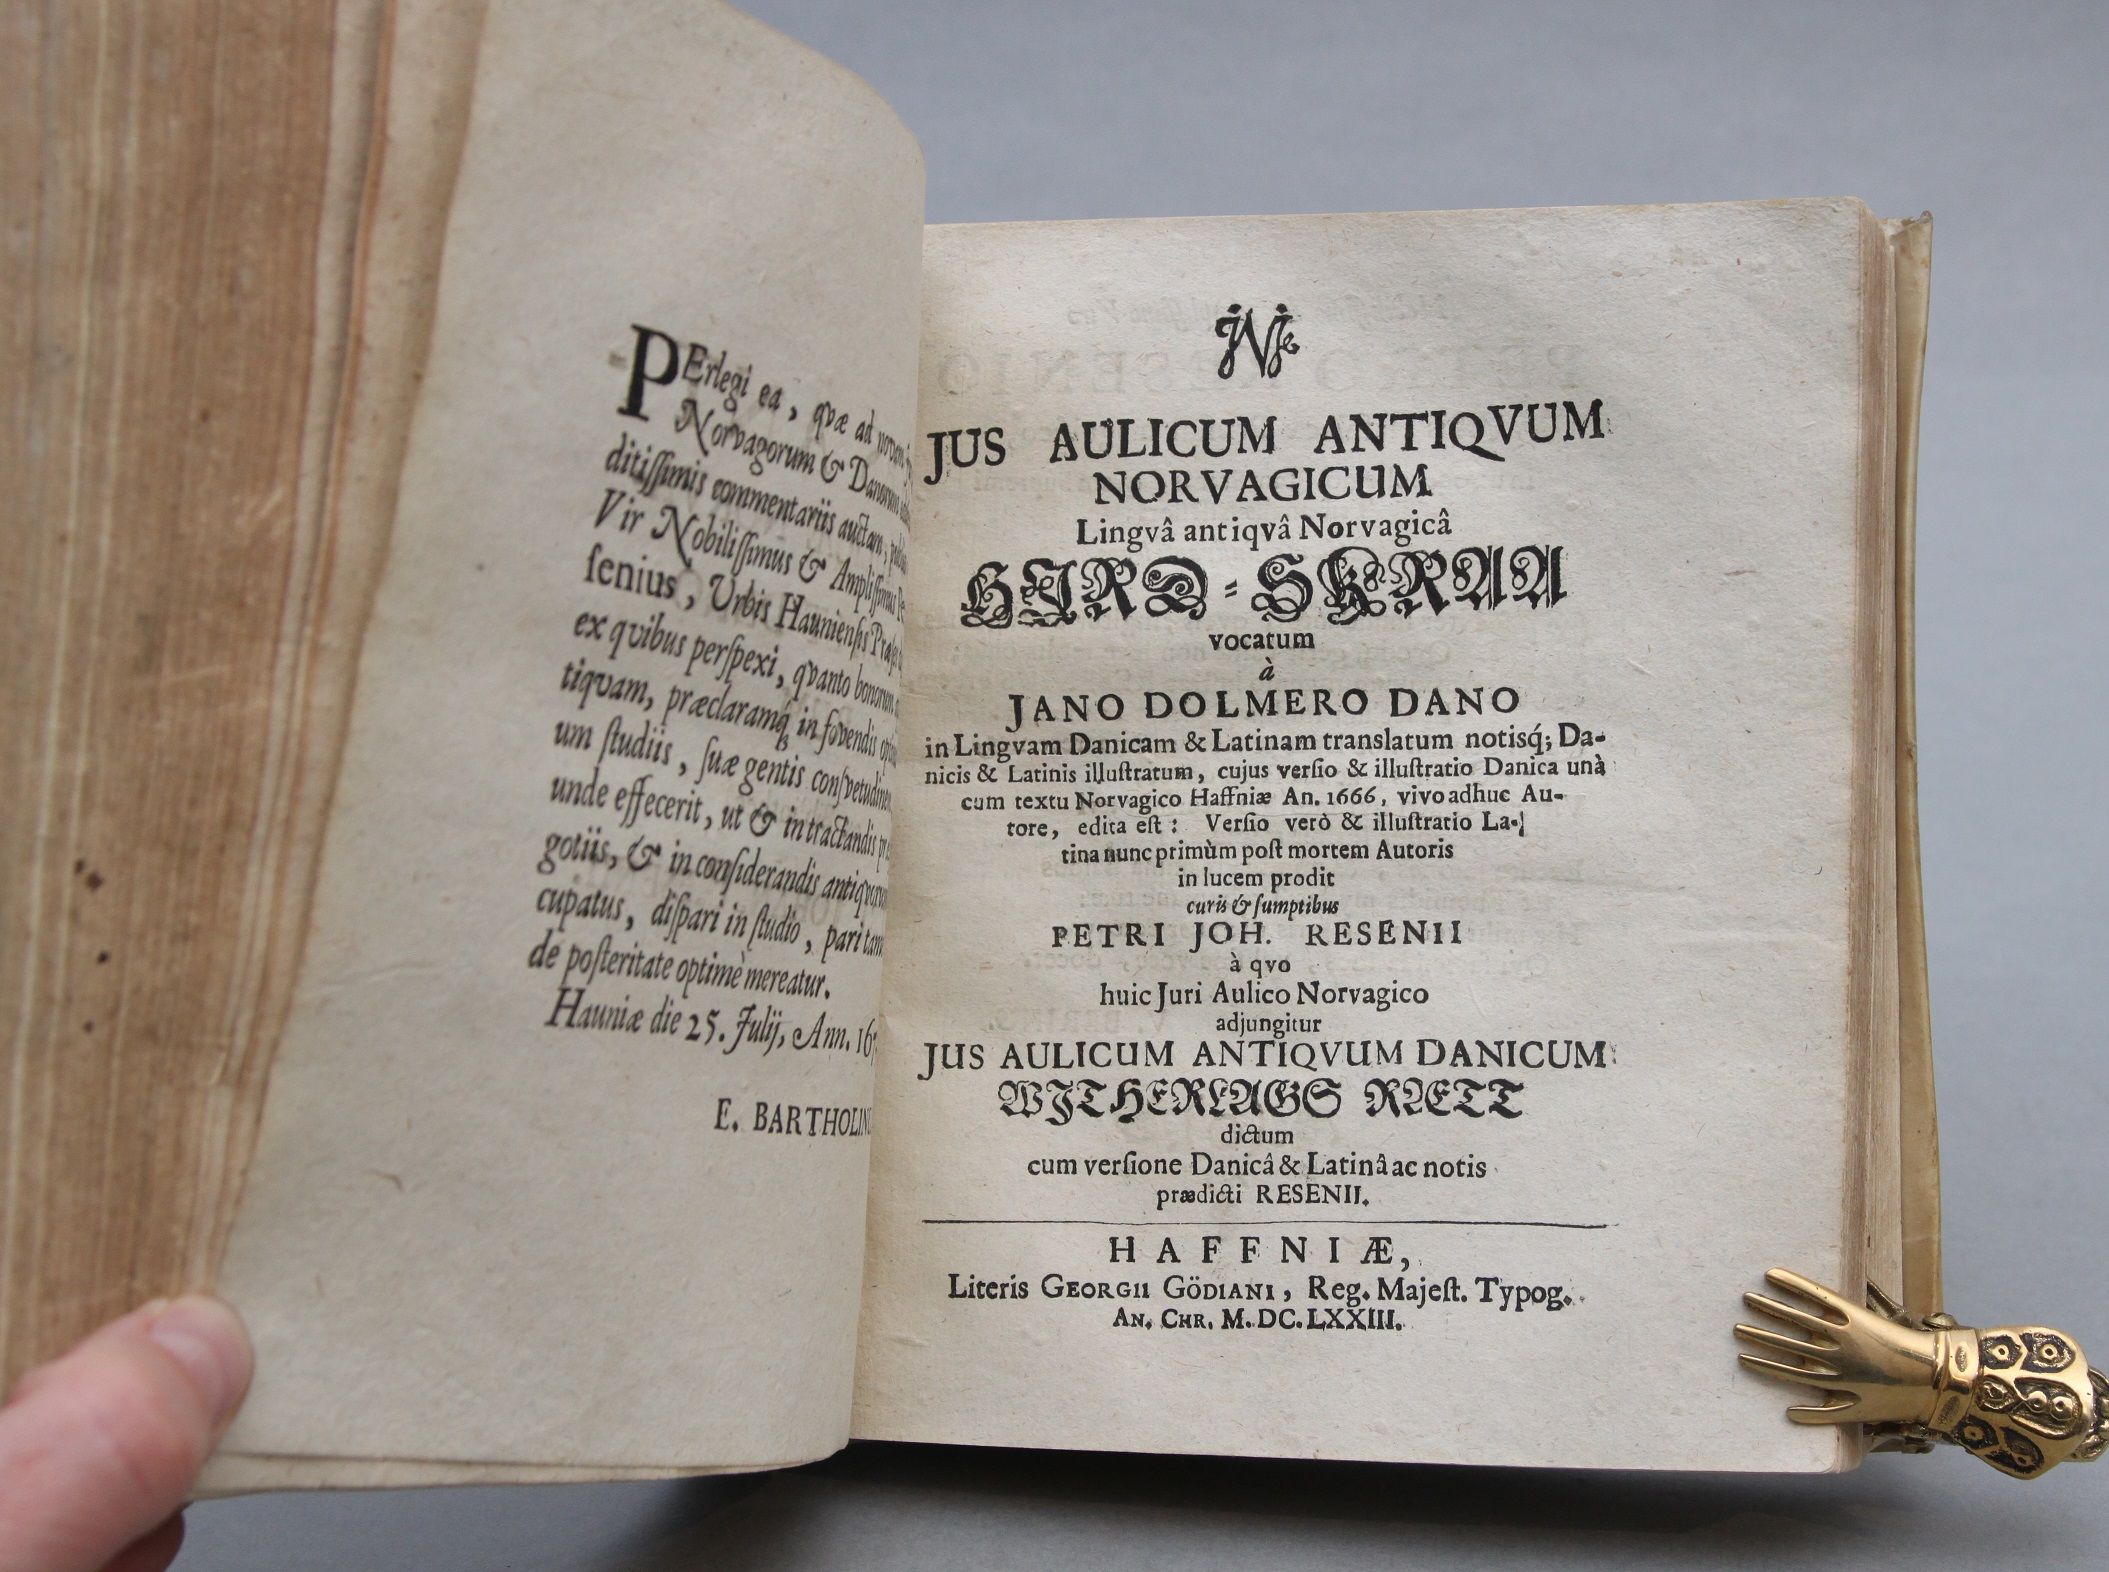 PErlegi ea, qvæ ad
Norvagorum & Danorum
ditiſſimis commentariis auctam,
Vir Nobiliſſimus & Ampliſſimus
ſenius, Urbis Haunienſis
ex qvibus perſpexi, qvanto bonorum
tiqvam, præclaramq́ in fovendis
um ſtudiis, ſuæ gentis
unde effecerit, ut & in tractandis
gotiis, & in conſiderandis
cupatus, diſpari in ſtudio, pari
de poſteritate optimè mereatur.
Hauniæ die 25. Julij, Ann.
E. BARTHOLIN
JUS AULICUM ANTIQVUM
NORVAGICUM
Lingvâ antiqvâ Norvagicâ
HIRD-SKRAA
vocatum
à
JANO DOLMERO DANO
in Lingvam Danicam & Latinam translatum notisq́; Da-
nicis & Latinis illuſtratum, cujus verſio & illuſtratio Danica unà
cum textu Norvagico Haffniæ An. 1666, vivo adhuc Au-
tore, edita eſt: Verſio verò & illuſtratio La-
tina nunc primùm poſt mortem Autoris
in lucem prodit
curis & ſumptibus
PETRI JOH. RESENII
à qvo
huic Juri Aulico Norvagico
adjungitur
JUS AULICUM ANTIQVUM DANICUM
WITHERLAGS RÆTT
dictum
cum verſione Danicâ & Latinâ ac notis
prædicti RESENII.
HAFFNIÆ,
Literis GEORGII GÖDIANI, Reg. Majeſt. Typog.
AN. CHR. M. DC. LXXIII.